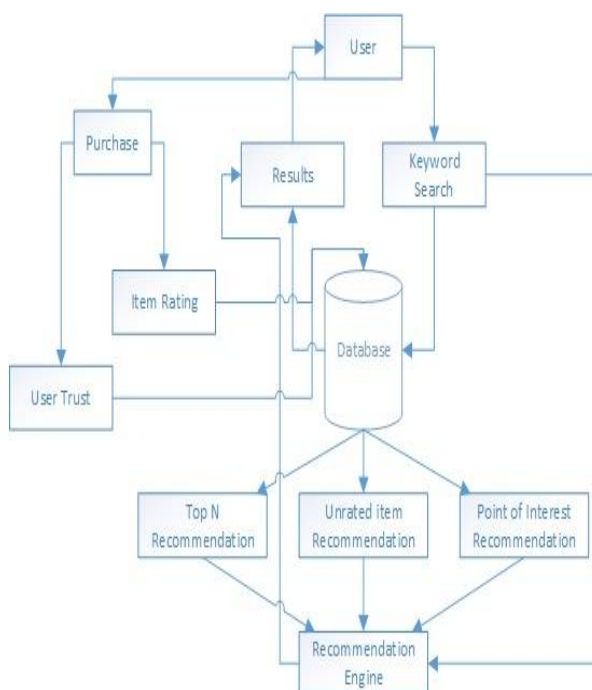 User
Purchase
Results
Keyword
Search
Item Rating
Database
User Trust
Top N
Recommendation
Unrated item
Recommendation
Point of Interest
Recommendation
Recommendation
Engine